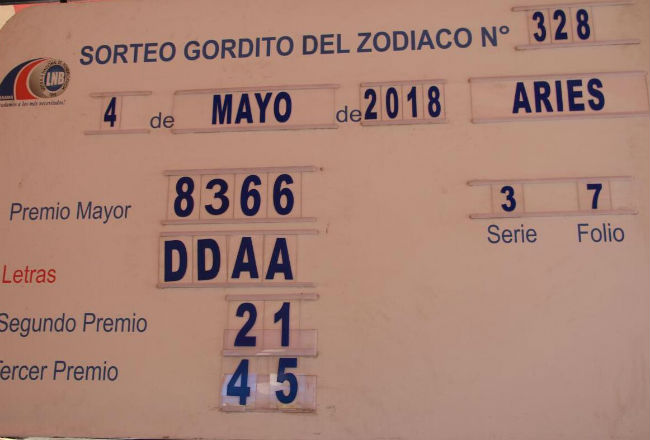 SORTEO GORDITO DEL ZODIACO Nº 328
LNB
4 de MAYO de 2018 ARIES
Premio Mayor 8366 3 7
Serie Folio
Letras DDAA
Segundo Premio 21
Tercer Premio 45